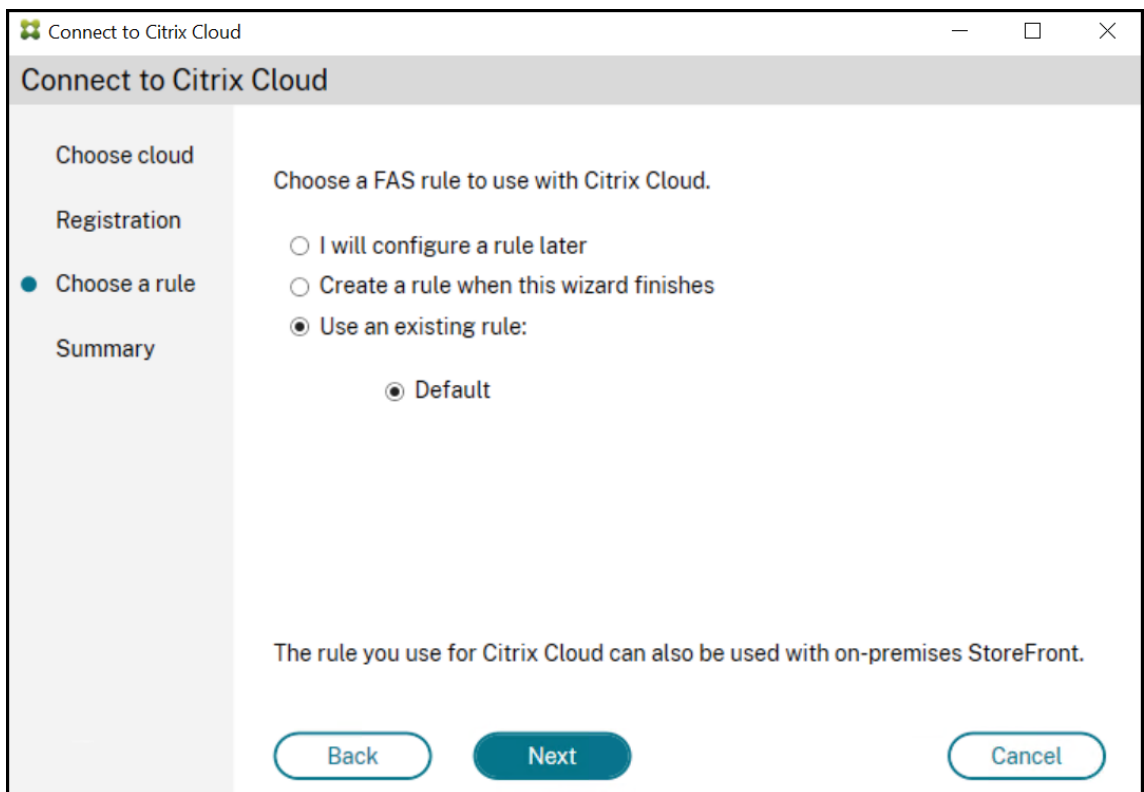 Connect to Citrix Cloud
Connect to Citrix Cloud
Choose cloud
Registration
Choose a rule
Summary
Choose a FAS rule to use with Citrix Cloud.
I will configure a rule later
Create a rule when this wizard finishes
Use an existing rule:
Default
The rule you use for Citrix Cloud can also be used with on-premises StoreFront.
Back
Next
Cancel